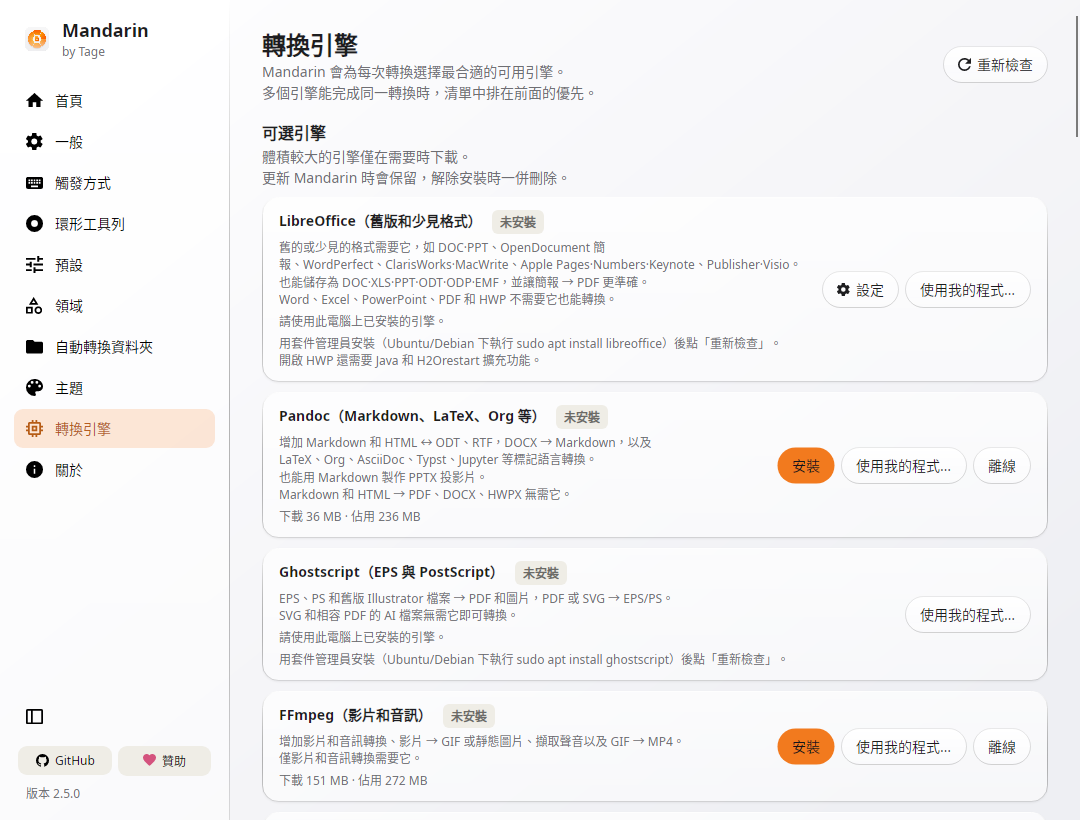 Mandarin
by Tage
首頁
一般
觸發方式
環形工具列
預設
領域
自動轉換資料夾
主題
轉換引擎
關於
GitHub
贊助
版本 2.5.0
轉換引擎
Mandarin 會為每次轉換選擇最合適的可用引擎。
多個引擎能完成同一轉換時，清單中排在前面的優先。
重新檢查
可選引擎
體積較大的引擎僅在需要時下載。
更新 Mandarin 時會保留，解除安裝時一併刪除。
LibreOffice（舊版和少見格式） 未安裝
舊的或少見的格式需要它，如 DOC·PPT、OpenDocument 簡
報、WordPerfect、ClarisWorks·MacWrite、Apple Pages·Numbers·Keynote、Publisher·Visio。
也能儲存為 DOC·XLS·PPT·ODT·ODP·EMF，並讓簡報 → PDF 更準確。
Word、Excel、PowerPoint、PDF 和 HWP 不需要它也能轉換。
請使用此電腦上已安裝的引擎。
用套件管理員安裝（Ubuntu/Debian 下執行 sudo apt install libreoffice）後點「重新檢查」。
開啟 HWP 還需要 Java 和 H2Orestart 擴充功能。
設定
使用我的程式...
Pandoc（Markdown、LaTeX、Org 等） 未安裝
增加 Markdown 和 HTML ↔ ODT、RTF，DOCX → Markdown，以及
LaTeX、Org、AsciiDoc、Typst、Jupyter 等標記語言轉換。
也能用 Markdown 製作 PPTX 投影片。
Markdown 和 HTML → PDF、DOCX、HWPX 無需它。
下載 36 MB · 佔用 236 MB
安裝
使用我的程式...
離線
Ghostscript（EPS 與 PostScript） 未安裝
EPS、PS 和舊版 Illustrator 檔案 → PDF 和圖片，PDF 或 SVG → EPS/PS。
SVG 和相容 PDF 的 AI 檔案無需它即可轉換。
請使用此電腦上已安裝的引擎。
用套件管理員安裝（Ubuntu/Debian 下執行 sudo apt install ghostscript）後點「重新檢查」。
使用我的程式...
FFmpeg（影片和音訊） 未安裝
增加影片和音訊轉換、影片 → GIF 或靜態圖片、擷取聲音以及 GIF → MP4。
僅影片和音訊轉換需要它。
下載 151 MB · 佔用 272 MB
安裝
使用我的程式...
離線